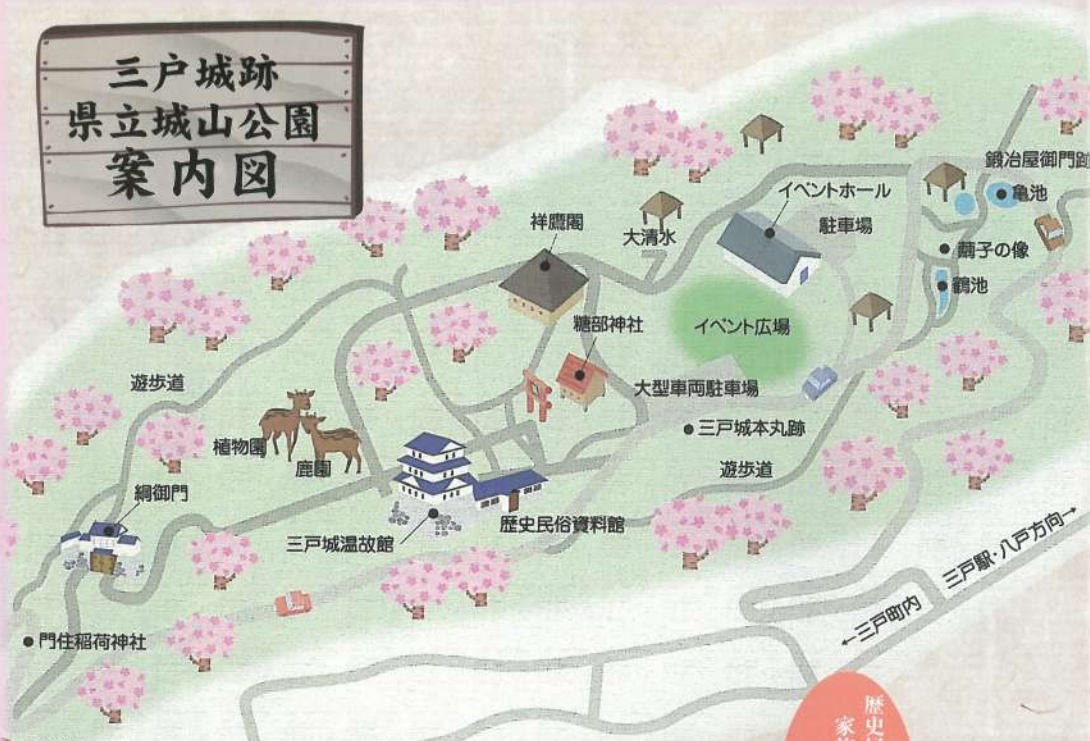 三戸城跡
県立城山公園
案内図
鍛冶屋御門跡
亀池
イベントホール
駐車場
祥鷹閣
大清水
繭子の像
鶴池
糠部神社
イベント広場
遊歩道
大型車両駐車場
三戸城本丸跡
植物園
鹿園
遊歩道
綱御門
歴史民俗資料館
三戸城温故館
三戸駅・八戸方向→
←三戸町内
門住稲荷神社
歴史
家